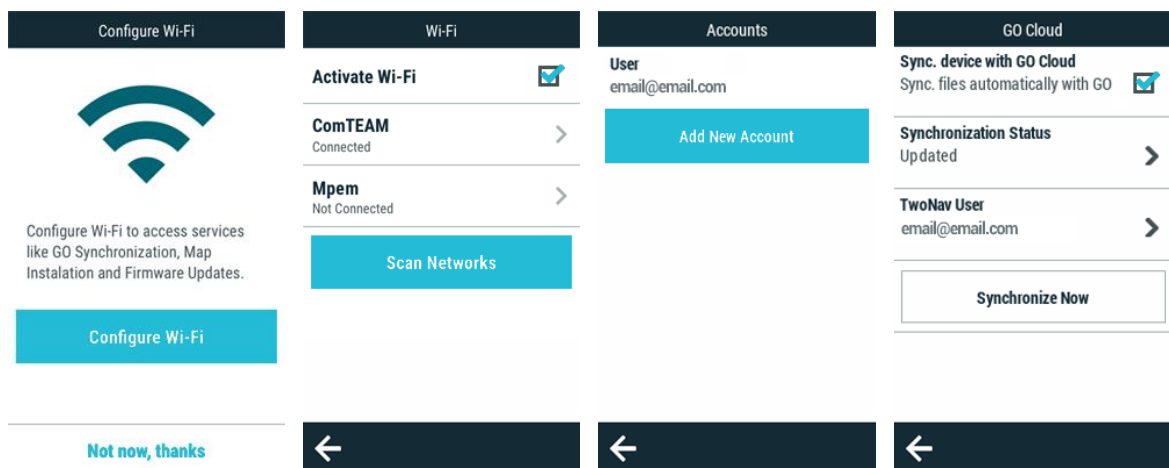 Configure Wi-Fi
Configure Wi-Fi to access services
like GO Synchronization, Map
Instalation and Firmware Updates.
Configure Wi-Fi
Not now, thanks
Wi-Fi
Activate Wi-Fi
ComTEAM
Connected
Mpem
Not Connected
Scan Networks
Accounts
User
email@email.com
Add New Account
GO Cloud
Sync. device with GO Cloud
Sync. files automatically with GO
Synchronization Status
Updated
TwoNav User
email@email.com
Synchronize Now